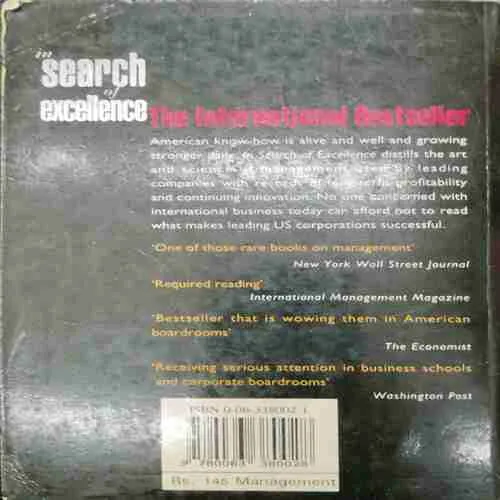 in
search
of
excellence
The International Bestseller
American know-how is alive and well and growing
stronger daily. In Search of Excellence distills the art
and science of management used by leading
companies with records of profitability
and continuing innovation. No one concerned with
international business today can afford not to read
what makes leading US corporations successful.
'One of those rare books on management'
New York Wall Street Journal
'Required reading'
International Management Magazine
'Bestseller that is wowing them in American
boardrooms'
The Economist
'Receiving serious attention in business schools
and corporate boardrooms'
Washington Post
ISBN 0-06-338002-1
9 780063 380028
Rs. 146 Management